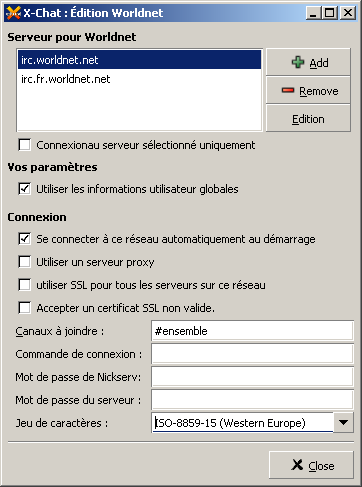 X-Chat : Édition Worldnet
Serveur pour Worldnet
irc.worldnet.net
irc.fr.worldnet.net
Add
Remove
Edition
Connexionau serveur sélectionné uniquement
Vos paramètres
Utiliser les informations utilisateur globales
Connexion
Se connecter à ce réseau automatiquement au démarrage
Utiliser un serveur proxy
utiliser SSL pour tous les serveurs sur ce réseau
Accepter un certificat SSL non valide.
Canaux à joindre : #ensemble
Commande de connexion :
Mot de passe de Nickserv:
Mot de passe du serveur :
Jeu de caractères : ISO-8859-15 (Western Europe)
Close